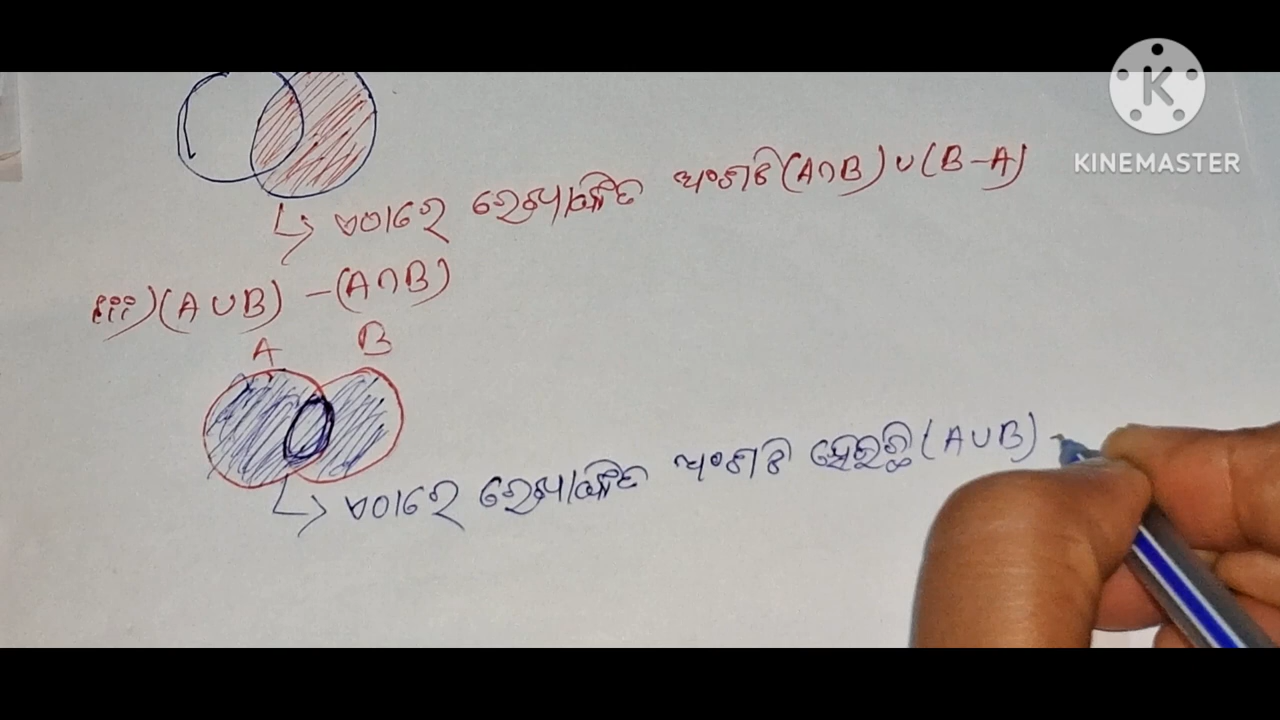 K
KINEMASTER
↳ ଏଠାରେ ରେଖାଙ୍କିତ ଅଂଶଟି (A∩B)∪(B-A)
iii) (A∪B) - (A∩B)
A B
↳ ଏଠାରେ ରେଖାଙ୍କିତ ଅଂଶଟି ହେଉଛି (A∪B) -